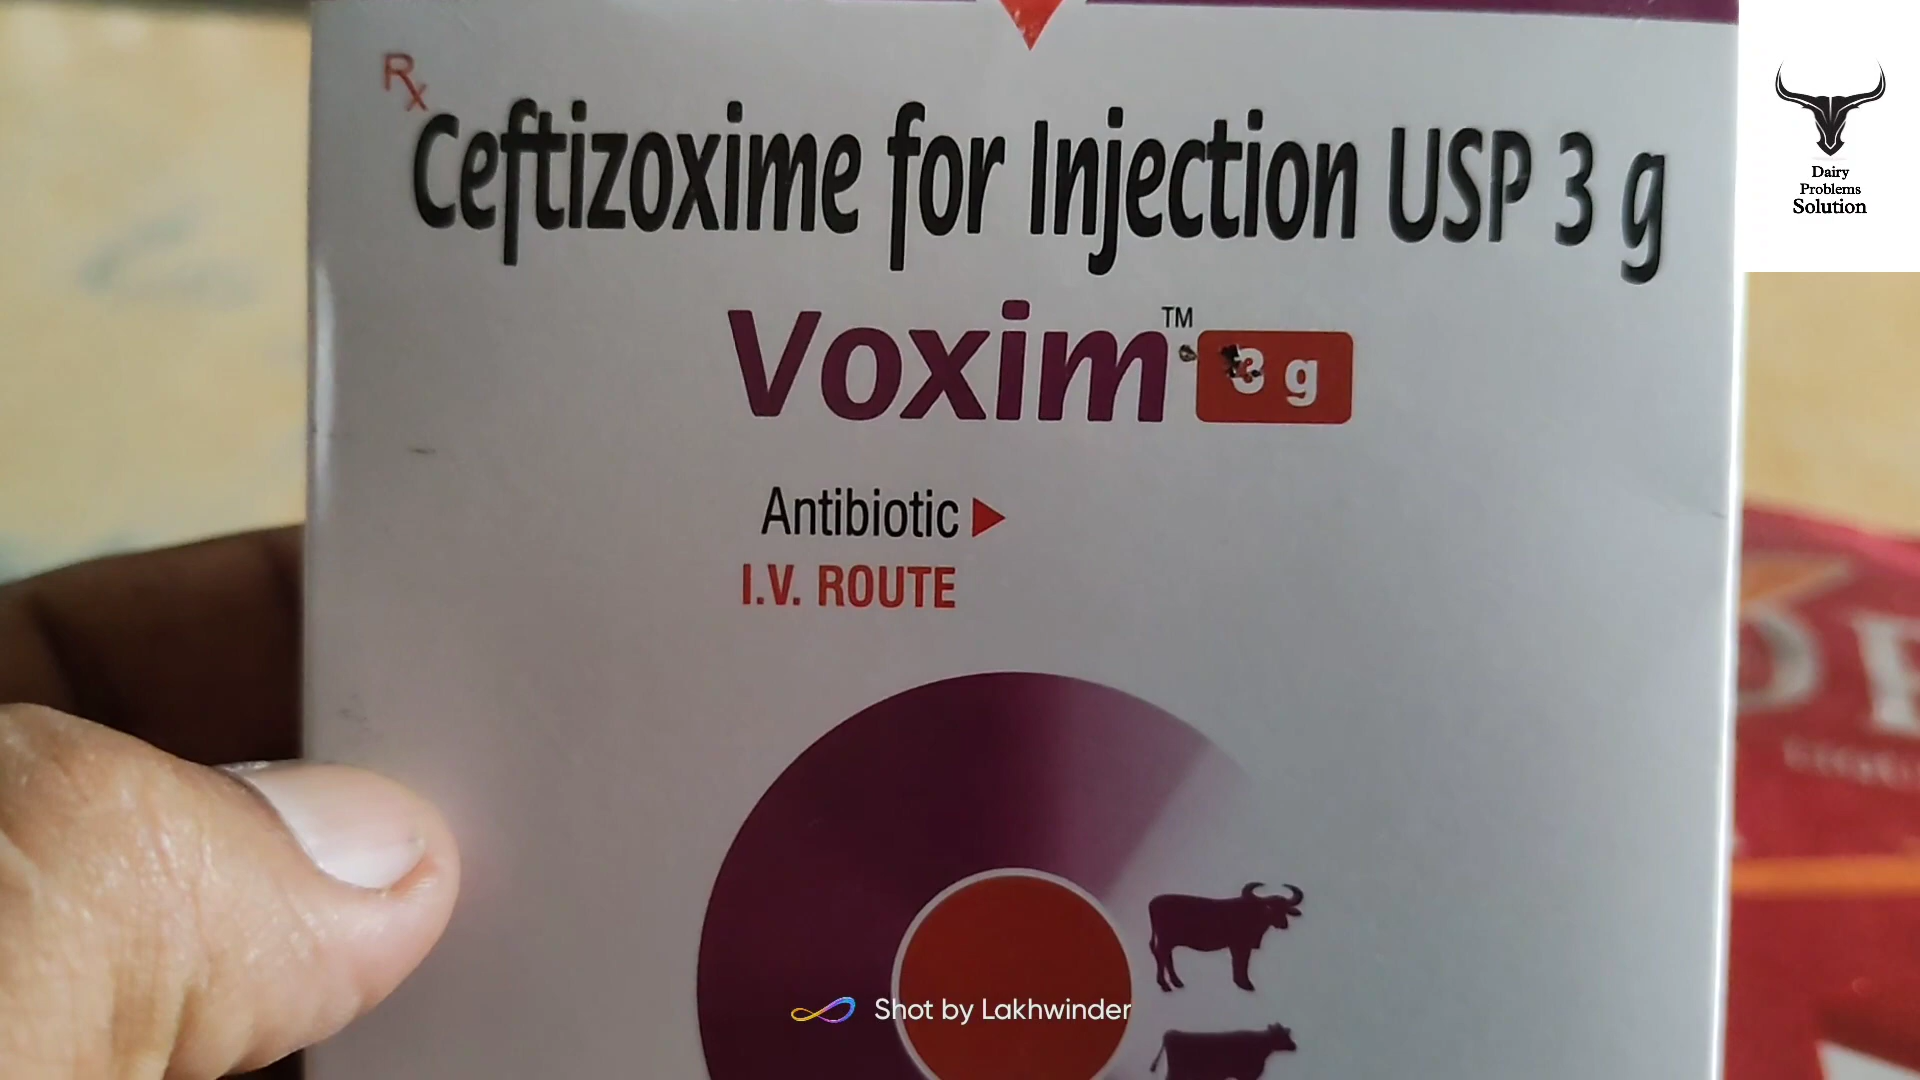 Rx
Ceftizoxime for Injection USP 3 g
Voxim™ 3 g
Antibiotic
I.V. ROUTE
Dairy
Problems
Solution
Shot by Lakhwinder